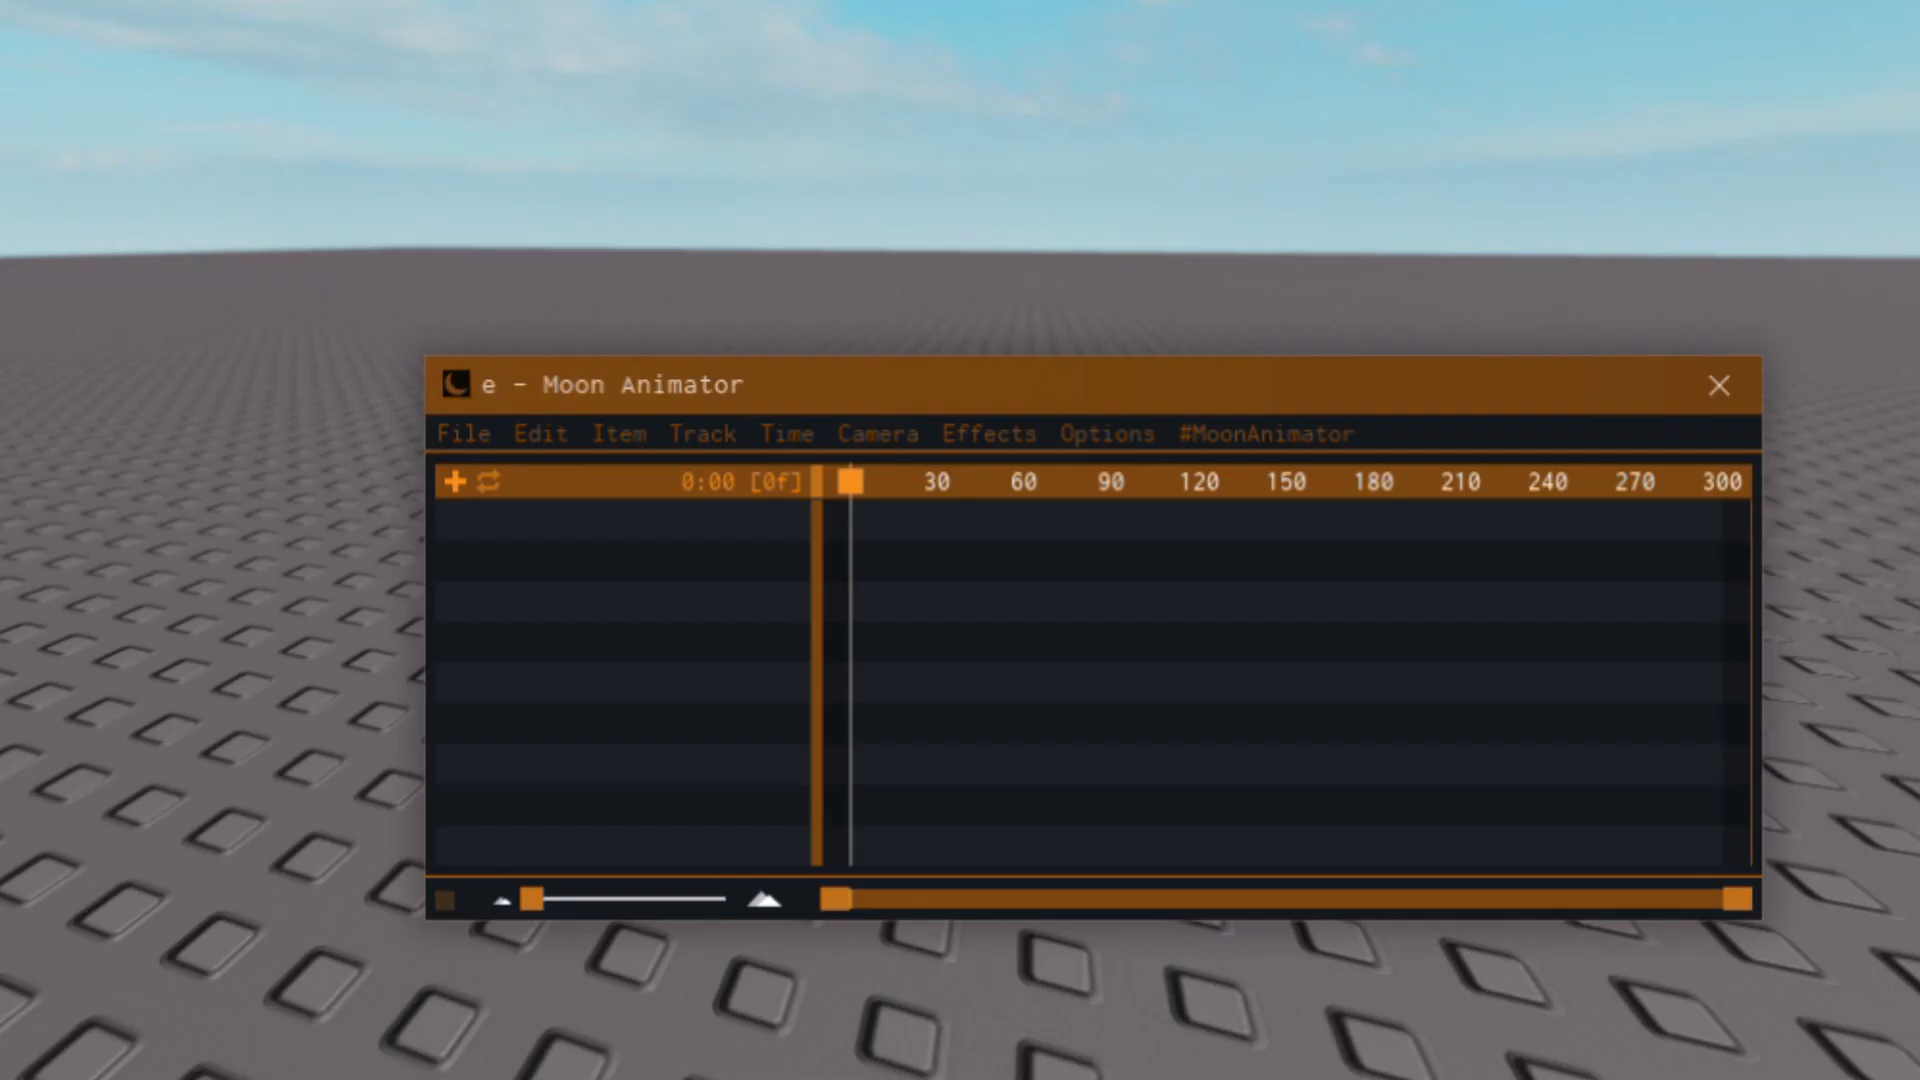 e - Moon Animator
File Edit Item Track Time Camera Effects Options #MoonAnimator
0:00 [0f] 30 60 90 120 150 180 210 240 270 300